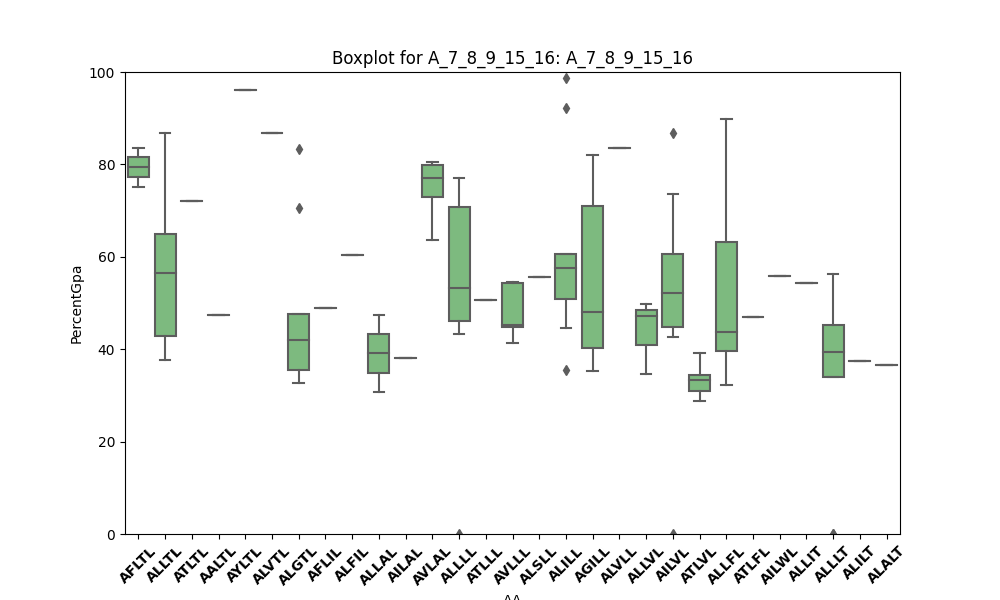 Boxplot for A_7_8_9_15_16: A_7_8_9_15_16
PercentGpa
100
80
60
40
20
0
AFLTL ALLTL ATLTL AALTL AYLTL ALVTL ALGTL AFLIL ALFIL ALLAL AILAL AVLAL ALLLL ATLLL AVLLL ALSLL ALILL AGILL ALVLL ALLVL AILVL ATLVL ALLFL ATLFL AILWL ALLIT ALLLT ALILT ALALT
AA